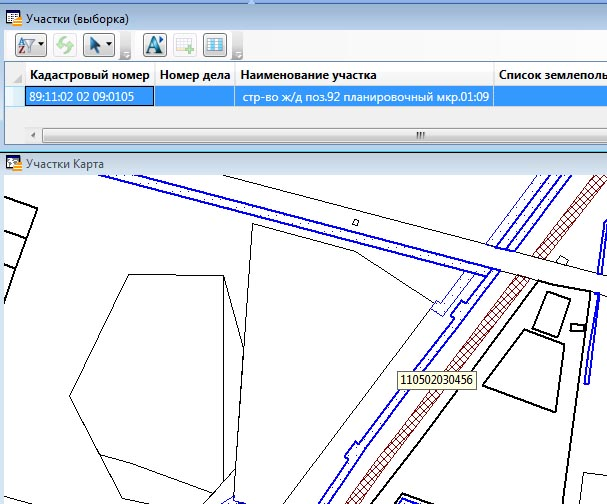 Участки (выборка)
Кадастровый номер Номер дела Наименование участка Список землеполь
89:11:02 02 09:0105 стр-во ж/д поз.92 планировочный мкр.01:09
Участки Карта
110502030456